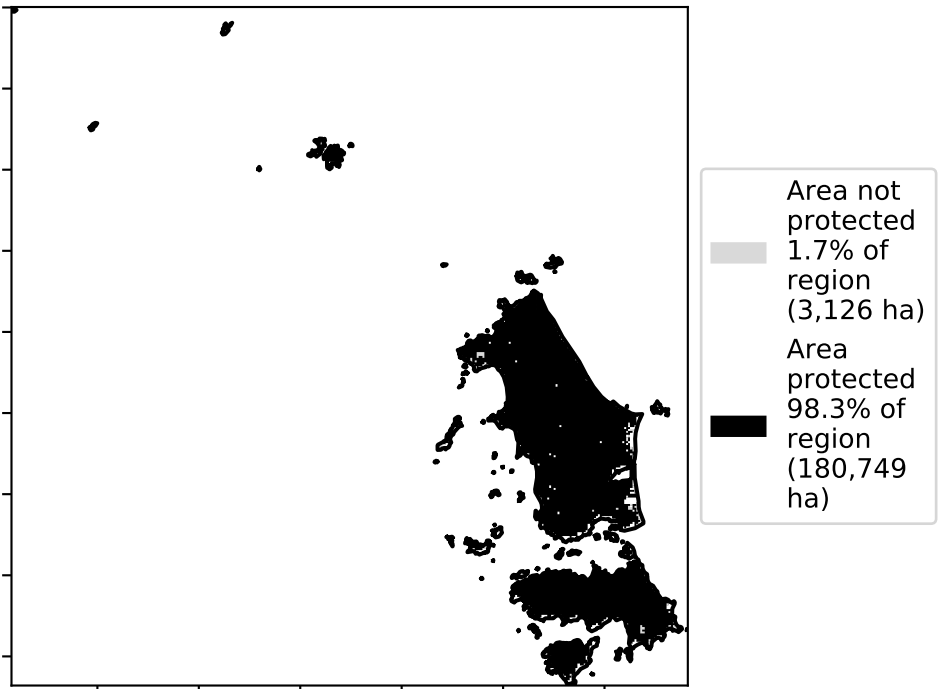 Area not
protected
1.7% of
region
(3,126 ha)
Area
protected
98.3% of
region
(180,749
ha)